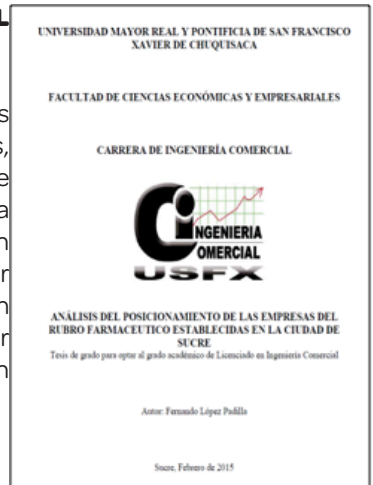 L
s
s,
e
a
n
r
n
r
n
UNIVERSIDAD MAYOR REAL Y PONTIFICIA DE SAN FRANCISCO
XAVIER DE CHUQUISACA
FACULTAD DE CIENCIAS ECONÓMICAS Y EMPRESARIALES
CARRERA DE INGENIERÍA COMERCIAL
Ci
INGENIERIA
COMERCIAL
USFX
ANÁLISIS DEL POSICIONAMIENTO DE LAS EMPRESAS DEL
RUBRO FARMACEUTICO ESTABLECIDAS EN LA CIUDAD DE
SUCRE
Tesis de grado para optar al grado académico de Licenciado en Ingeniería Comercial
Autor: Fernando López Padilla
Sucre, Febrero de 2015